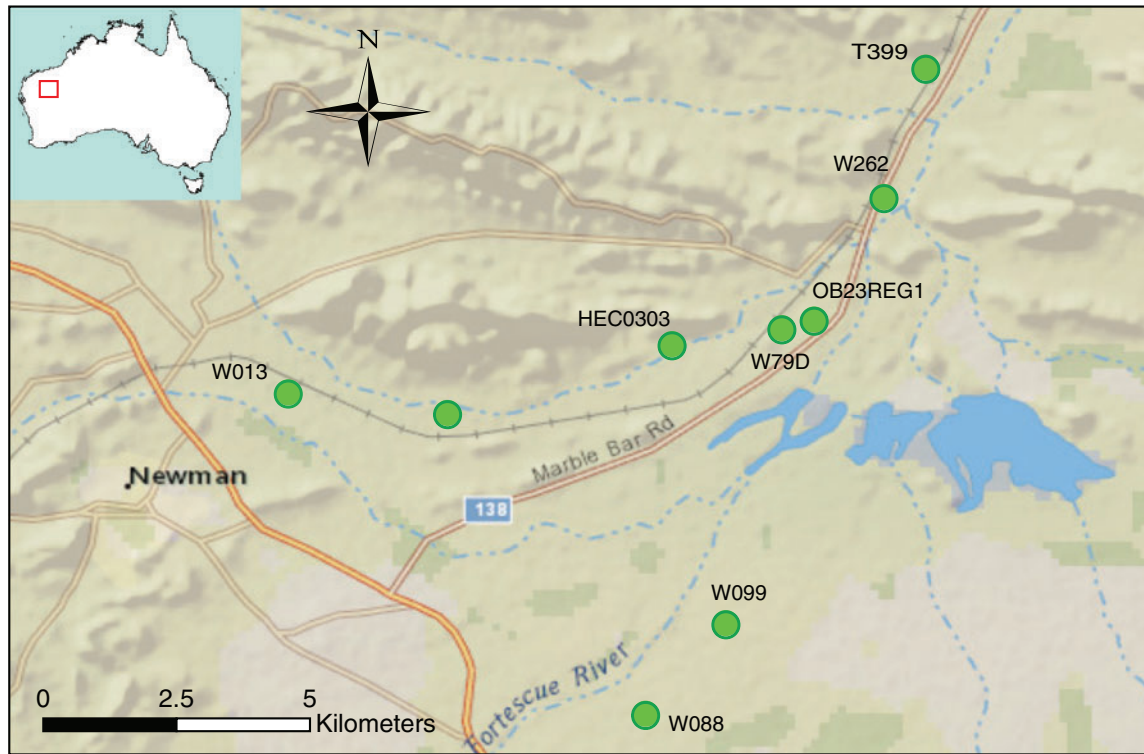 N
T399
W262
OB23REG1
HEC0303
W79D
W013
Marble Bar Rd
Newman
138
W099
Fortescue River
W088
0 2.5 5
Kilometers